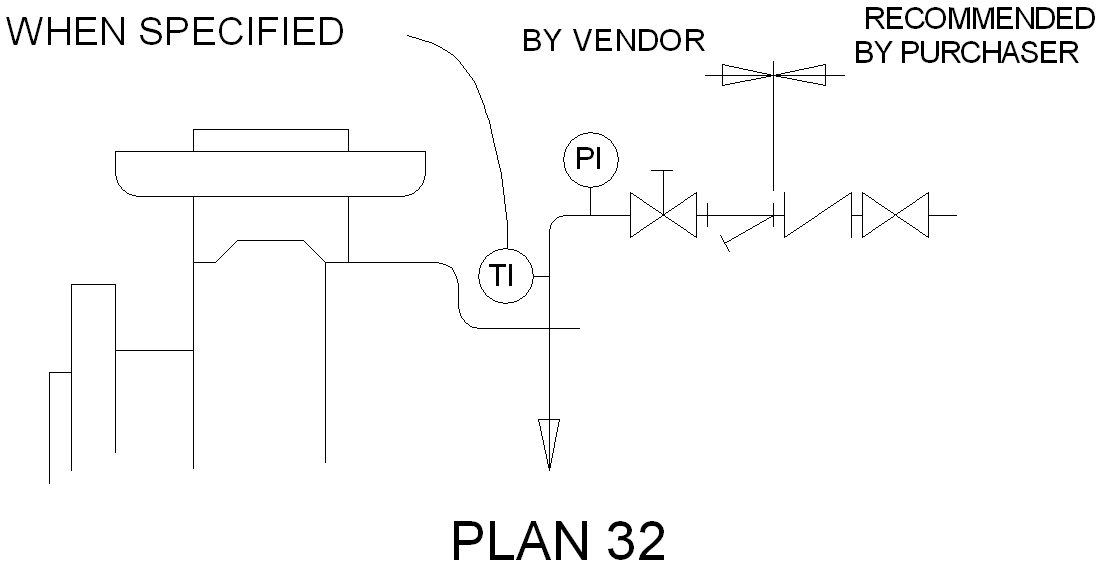 WHEN SPECIFIED
BY VENDOR
RECOMMENDED
BY PURCHASER
PI
TI
PLAN 32